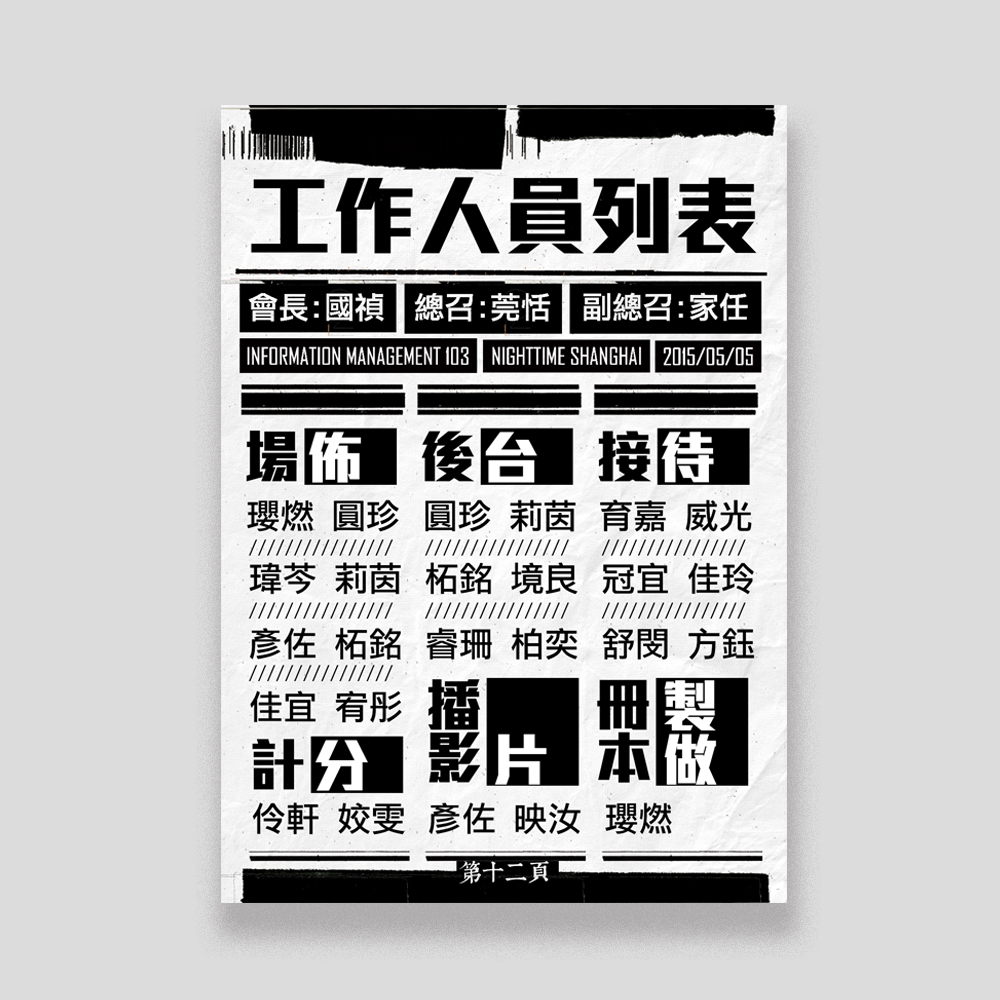 工作人員列表
會長:國禎 總召:莞恬 副總召:家任
INFORMATION MANAGEMENT 103 NIGHTTIME SHANGHAI 2015/05/05
場佈
瓔燃 圓珍
瑋芩 莉茵
彥佐 柘銘
佳宜 宥彤
計分
伶軒 姣雯
後台
圓珍 莉茵
柘銘 境良
睿珊 柏奕
播影片
彥佐 映汝
接待
育嘉 威光
冠宜 佳玲
舒閔 方鈺
冊本製做
瓔燃
第十二頁